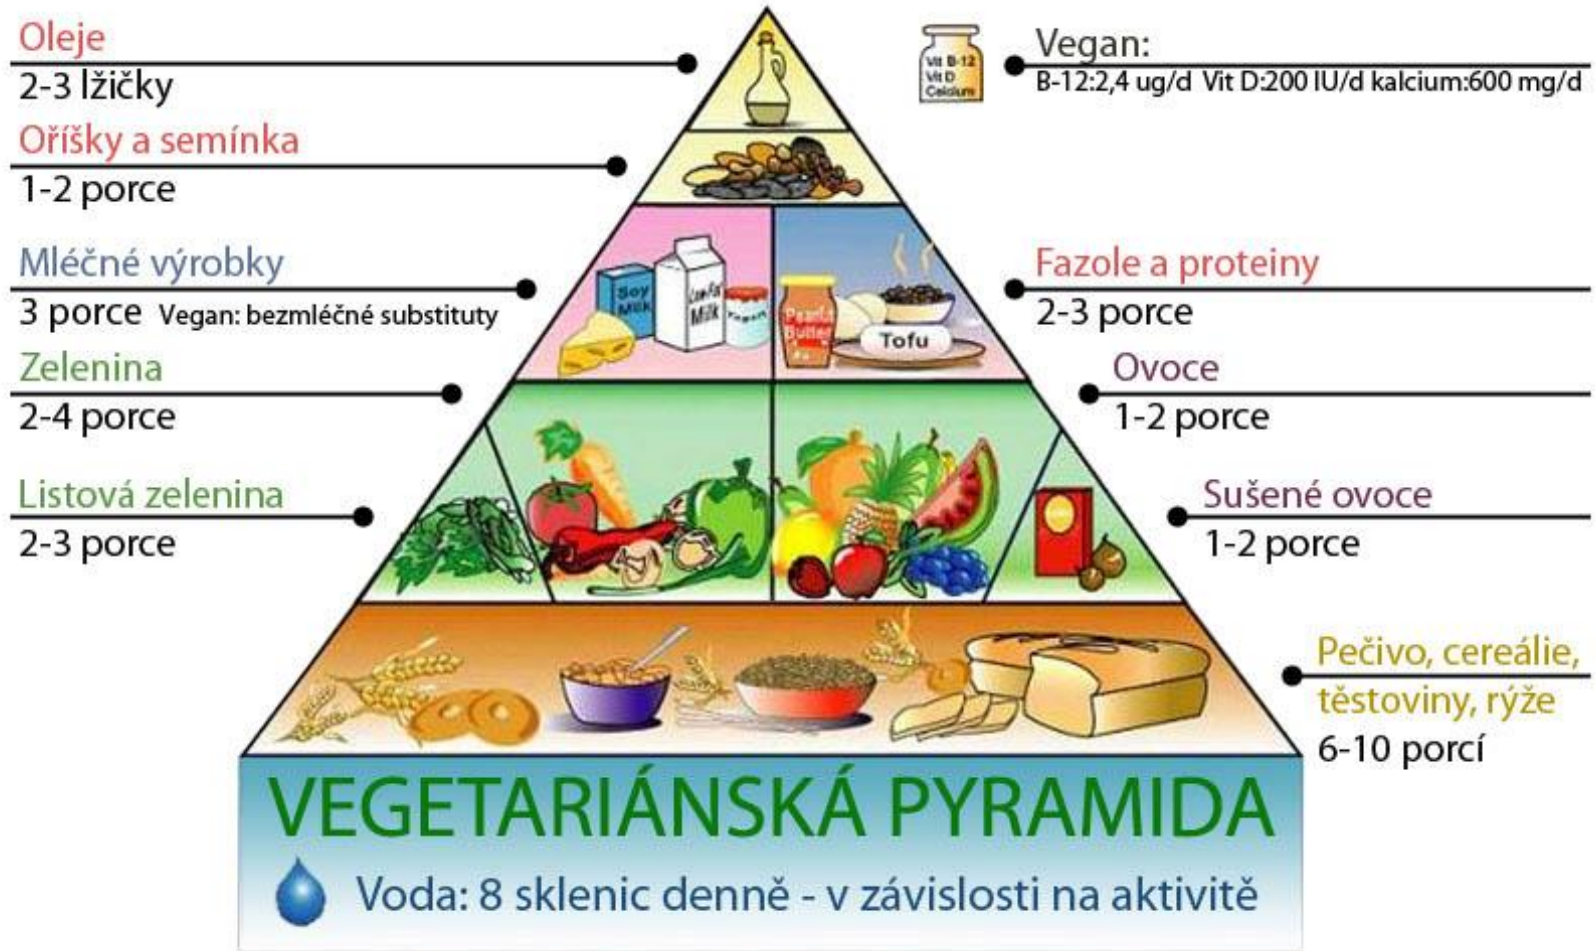 Oleje
2-3 lžičky
Oříšky a semínka
1-2 porce
Mléčné výrobky
3 porce Vegan: bezmléčné substituty
Zelenina
2-4 porce
Listová zelenina
2-3 porce
Vit B-12
Vit D
Calcium
Vegan:
B-12:2,4 ug/d Vit D:200 IU/d kalcium:600 mg/d
Fazole a proteiny
2-3 porce
Ovoce
1-2 porce
Sušené ovoce
1-2 porce
Pečivo, cereálie,
těstoviny, rýže
6-10 porcí
Soy
Milk
Low Fat
Milk
Yogurt
Peanut
Butter
Tofu
VEGETARIÁNSKÁ PYRAMIDA
Voda: 8 sklenic denně - v závislosti na aktivitě